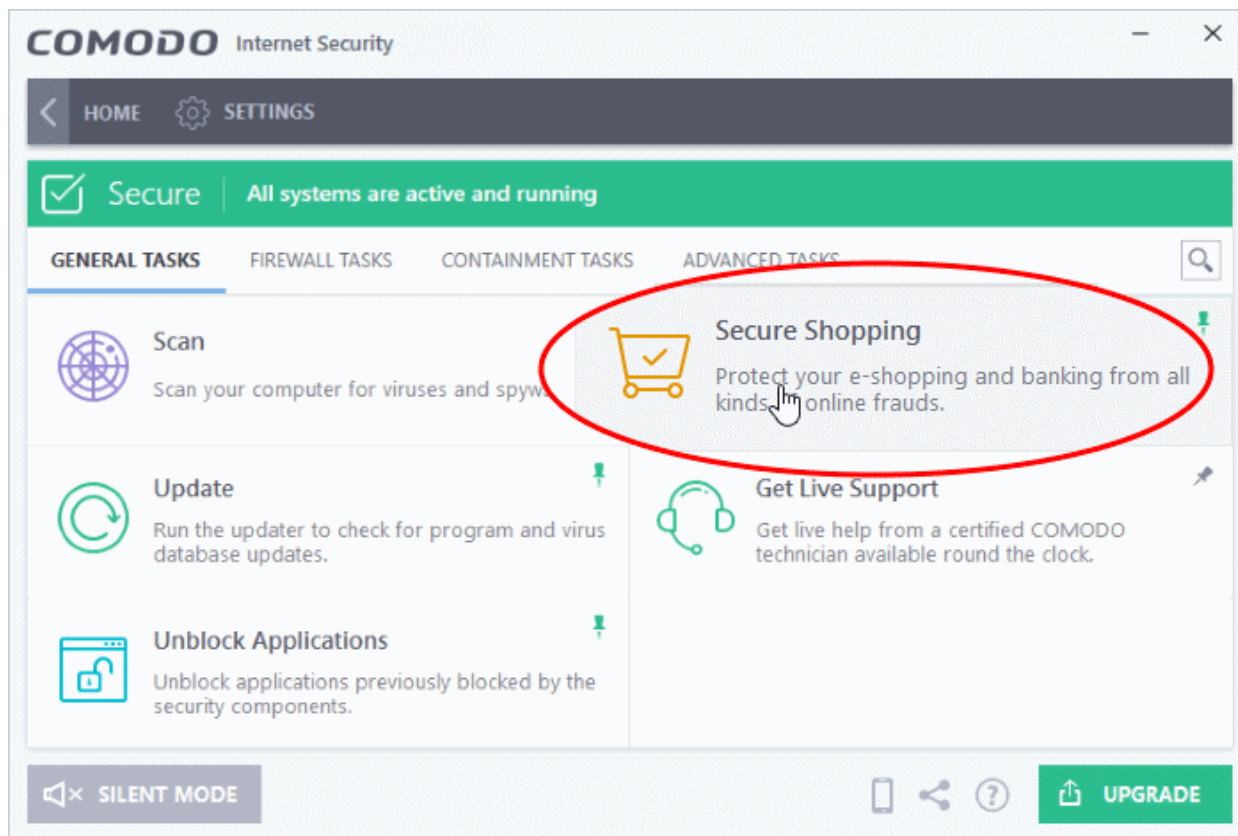 COMODO Internet Security
HOME SETTINGS
Secure All systems are active and running
GENERAL TASKS FIREWALL TASKS CONTAINMENT TASKS ADVANCED TASKS
Scan
Scan your computer for viruses and
Secure Shopping
Protect your e-shopping and banking from all
kinds online frauds.
Update
Run the updater to check for program and virus
database updates.
Get Live Support
Get live help from a certified COMODO
technician available round the clock.
Unblock Applications
Unblock applications previously blocked by the
security components.
SILENT MODE
UPGRADE